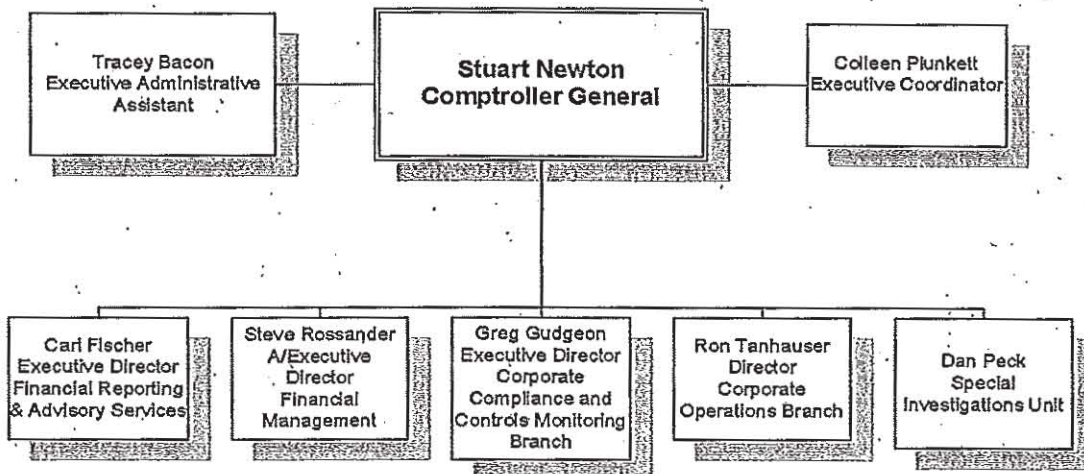 Tracey Bacon
Executive Administrative
Assistant
Stuart Newton
Comptroller General
Colleen Plunkett
Executive Coordinator
Carl Fischer
Executive Director
Financial Reporting
& Advisory Services
Steve Rossander
A/Executive
Director
Financial
Management
Greg Gudgeon
Executive Director
Corporate
Compliance and
Controls Monitoring
Branch
Ron Tanhauser
Director
Corporate
Operations Branch
Dan Peck
Special
Investigations Unit